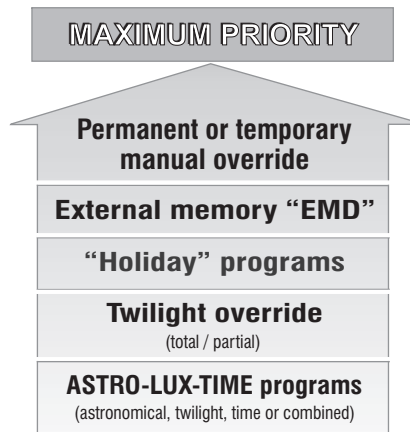 MAXIMUM PRIORITY
Permanent or temporary
manual override
External memory “EMD”
“Holiday” programs
Twilight override
(total / partial)
ASTRO-LUX-TIME programs
(astronomical, twilight, time or combined)